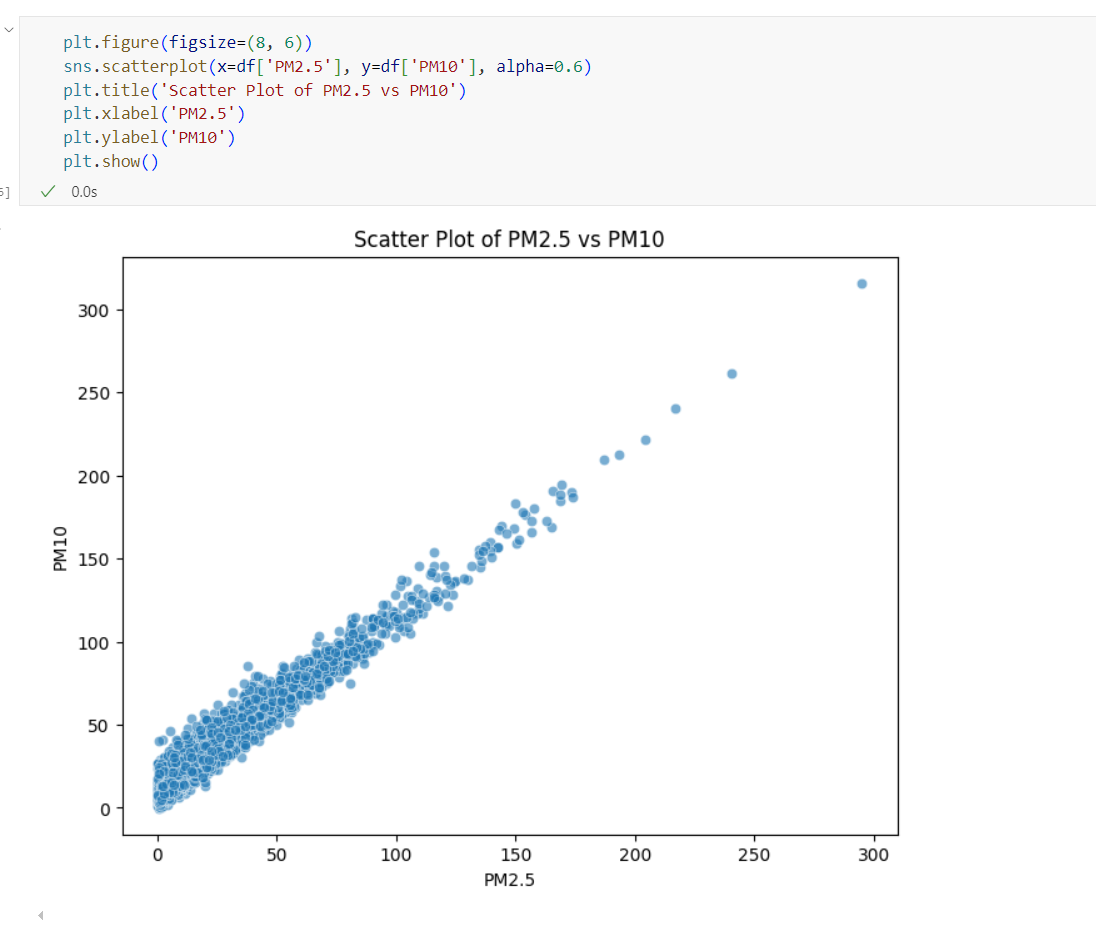 plt.figure(figsize=(8, 6))
sns.scatterplot(x=df['PM2.5'], y=df['PM10'], alpha=0.6)
plt.title('Scatter Plot of PM2.5 vs PM10')
plt.xlabel('PM2.5')
plt.ylabel('PM10')
plt.show()
]
0.0s
Scatter Plot of PM2.5 vs PM10
300
250
200
150
100
50
0
PM10
0 50 100 150 200 250 300
PM2.5